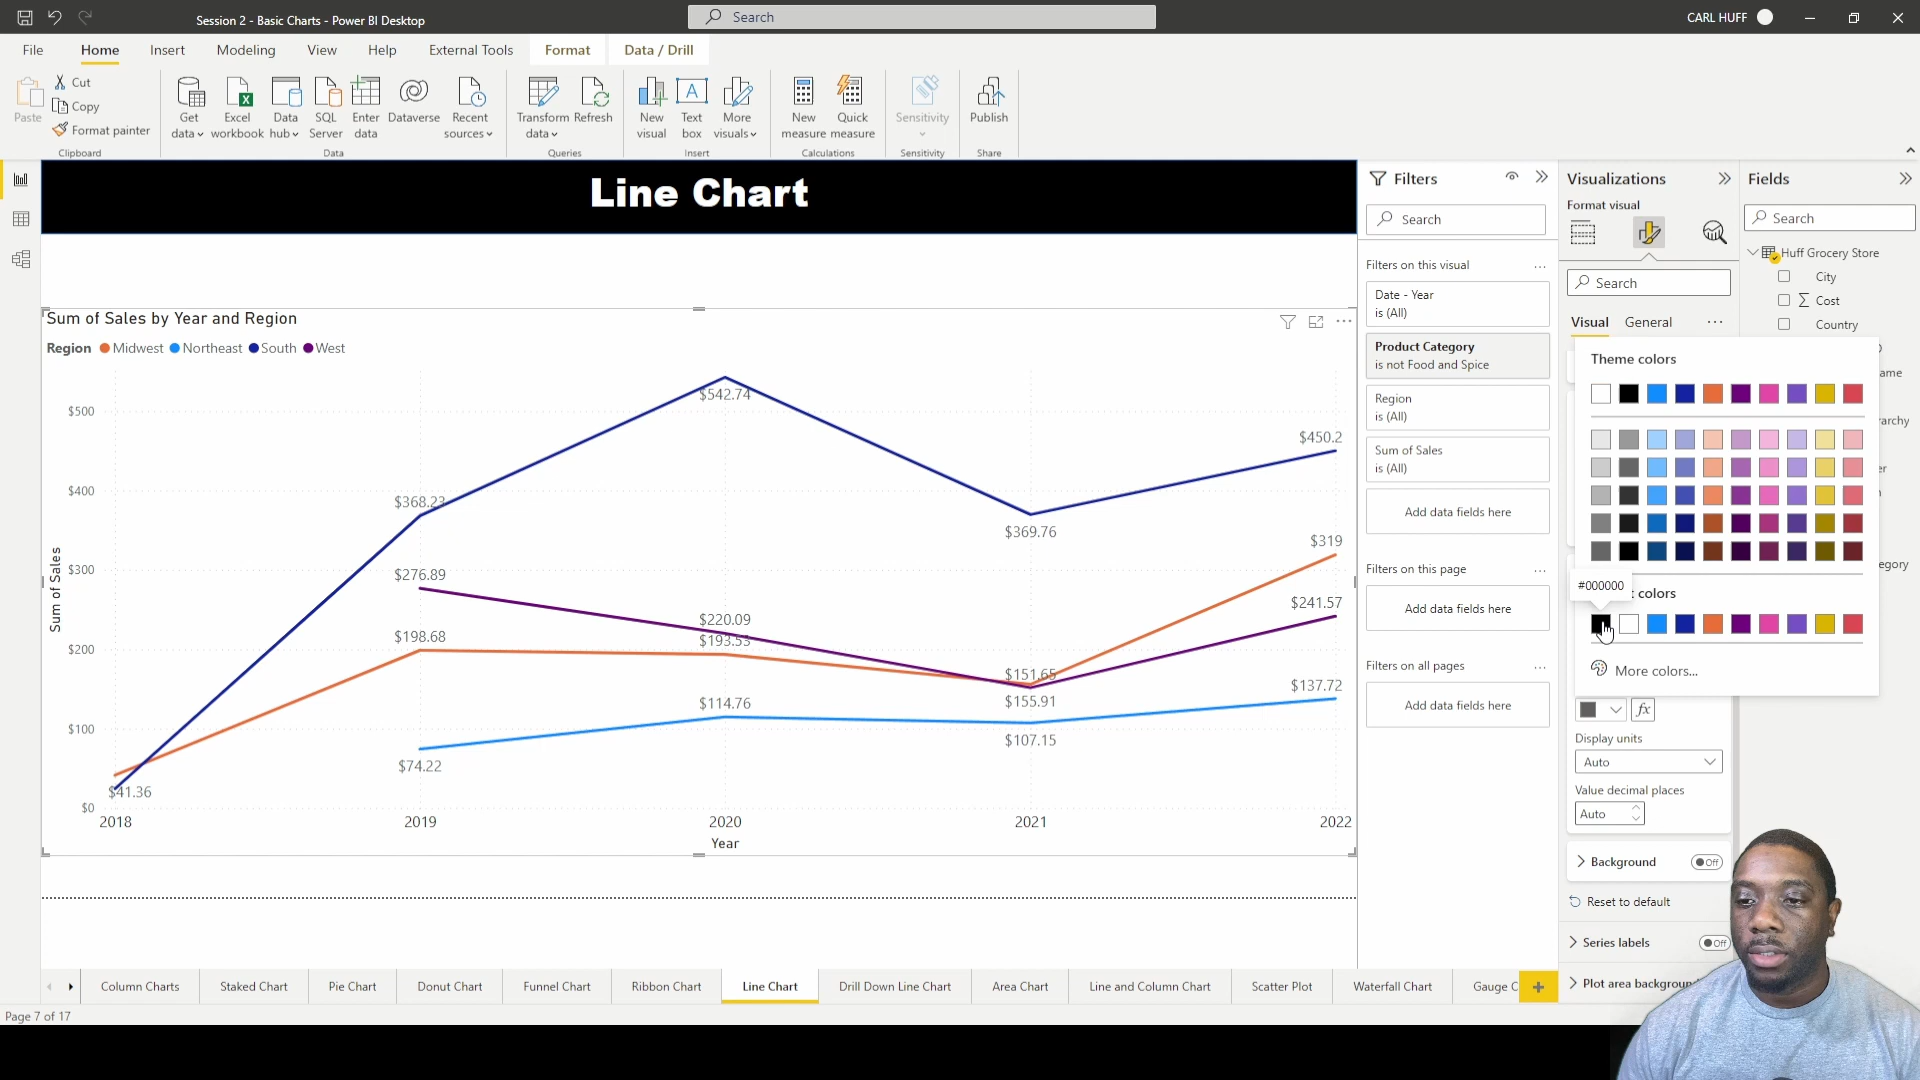 Session 2 - Basic Charts - Power BI Desktop
Search
CARL HUFF
File
Home
Insert
Modeling
View
Help
External Tools
Format
Data / Drill
Paste
Cut
Copy
Format painter
Clipboard
Get data
Excel workbook
Data hub
SQL Server
Enter data
Dataverse
Recent sources
Data
Transform data
Refresh
Queries
New visual
Text box
More visuals
Insert
New measure
Quick measure
Calculations
Sensitivity
Sensitivity
Publish
Share
Line Chart
Sum of Sales by Year and Region
Region Midwest Northeast South West
Sum of Sales
$500
$400
$300
$200
$100
$0
$542.74
$450.2
$368.23
$369.76
$319
$276.89
$241.57
$220.09
$198.68
$193.53
$151.65
$155.91
$137.72
$114.76
$107.15
$74.22
$41.36
2018
2019
2020
2021
2022
Year
Filters
Search
Filters on this visual
...
Date - Year
is (All)
Product Category
is not Food and Spice
Region
is (All)
Sum of Sales
is (All)
Add data fields here
Filters on this page
...
Add data fields here
Filters on all pages
...
Add data fields here
Visualizations
Format visual
Search
Visual
General
...
Theme colors
#000000
t colors
More colors...
fx
Display units
Auto
Value decimal places
Auto
Background
Off
Reset to default
Series labels
Off
Plot area background
Fields
Search
Huff Grocery Store
City
Σ Cost
Country
ame
rarchy
er
egory
Column Charts
Staked Chart
Pie Chart
Donut Chart
Funnel Chart
Ribbon Chart
Line Chart
Drill Down Line Chart
Area Chart
Line and Column Chart
Scatter Plot
Waterfall Chart
Gauge C
+
Page 7 of 17